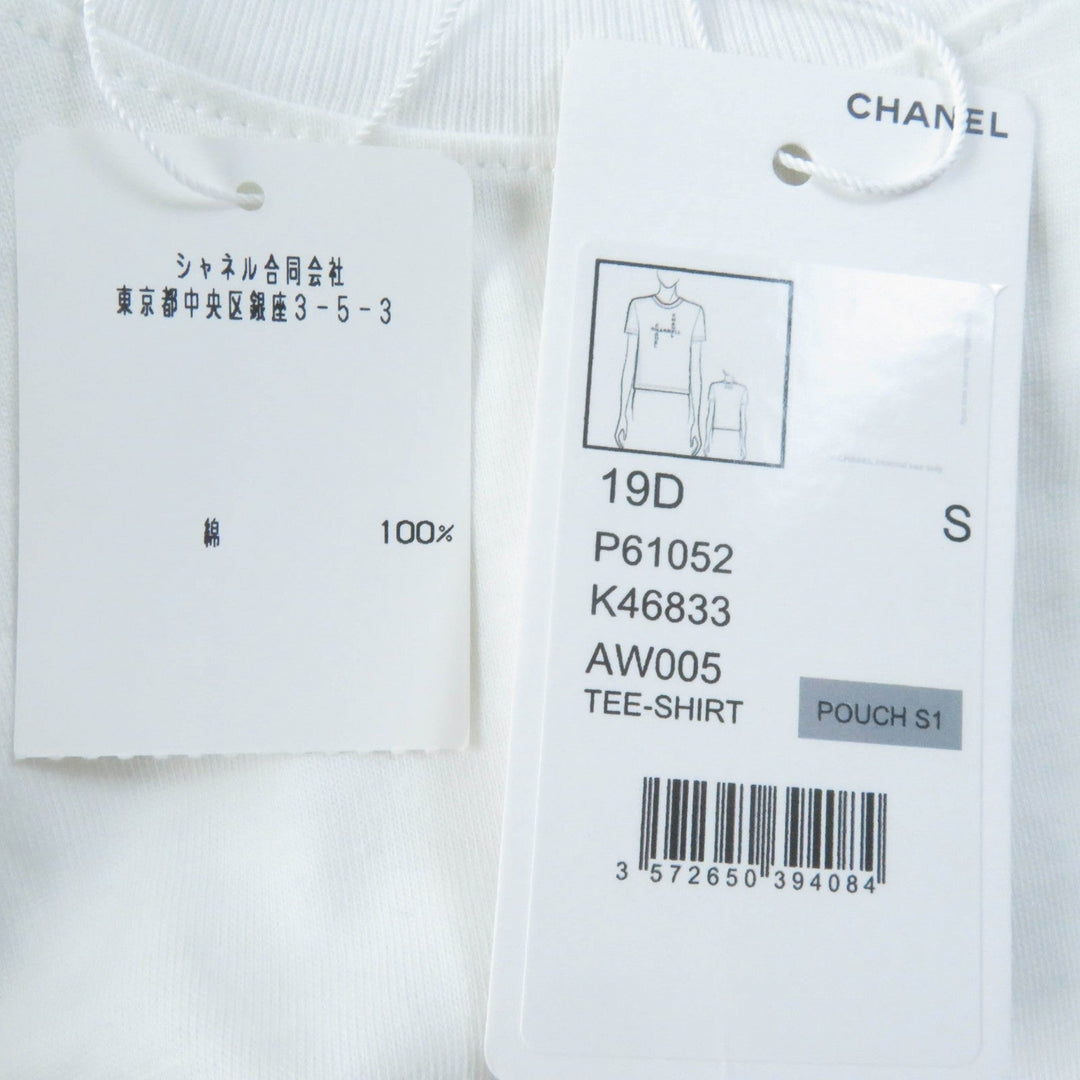 シャネル合同会社
東京都中央区銀座3-5-3
綿 100%
CHANEL
19D
S
P61052
K46833
AW005
TEE-SHIRT
POUCH S1
3 572650 394084